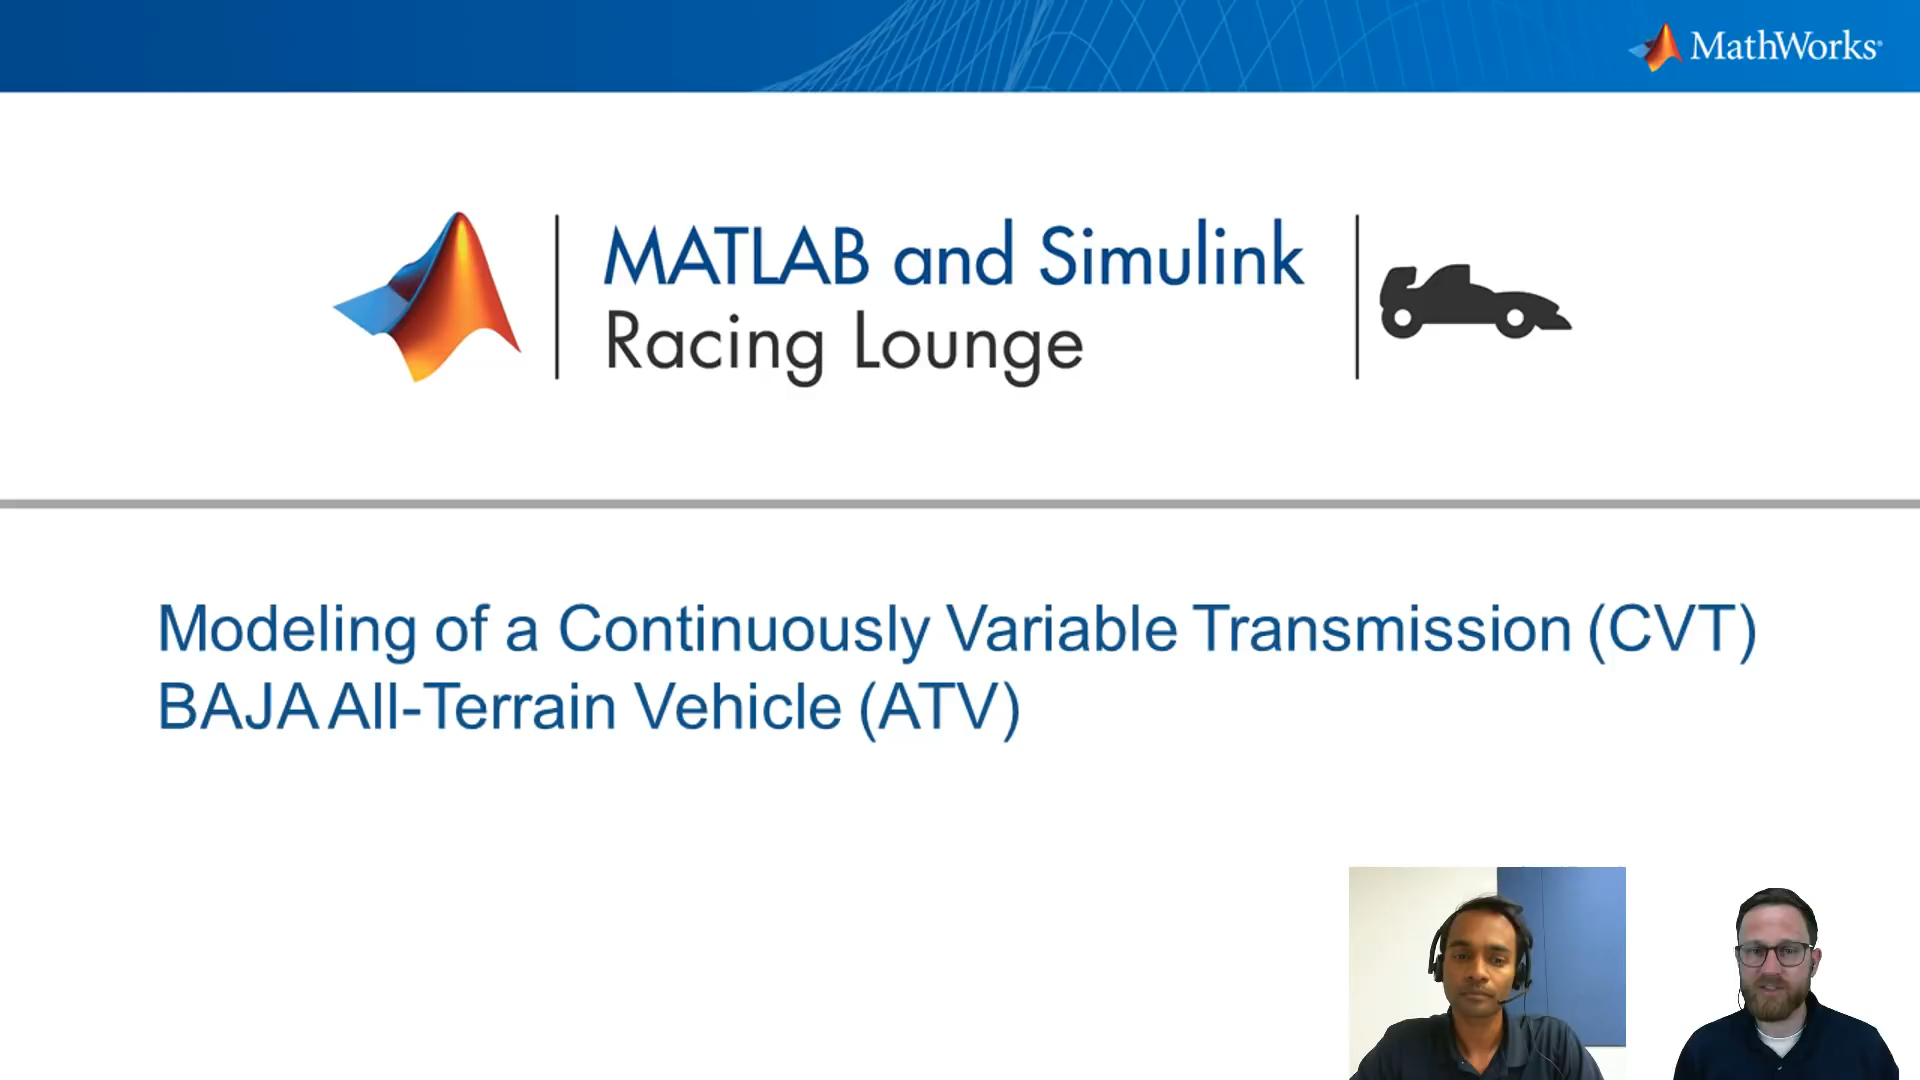 MathWorks®
MATLAB and Simulink
Racing Lounge
Modeling of a Continuously Variable Transmission (CVT)
BAJA All-Terrain Vehicle (ATV)